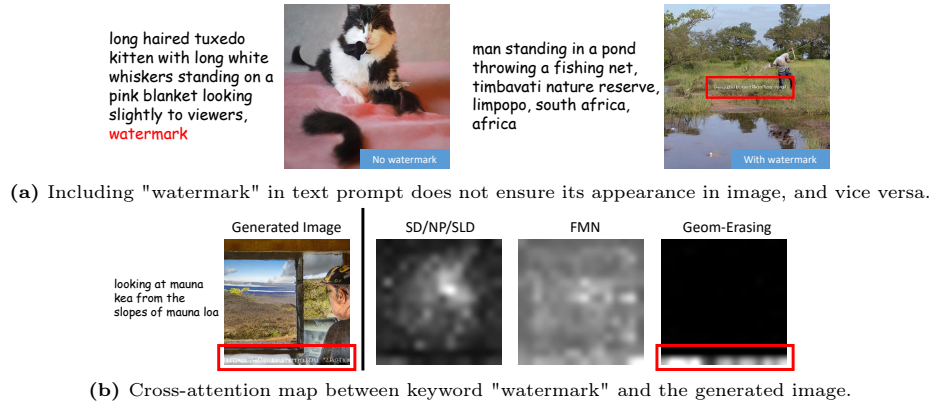 long haired tuxedo
kitten with long white
whiskers standing on a
pink blanket looking
slightly to viewers,
watermark
No watermark
man standing in a pond
throwing a fishing net,
timbavati nature reserve,
limpopo, south africa,
africa
With watermark
(a) Including "watermark" in text prompt does not ensure its appearance in image, and vice versa.
Generated Image
SD/NP/SLD
FMN
Geom-Erasing
looking at mauna
kea from the
slopes of mauna loa
(b) Cross-attention map between keyword "watermark" and the generated image.